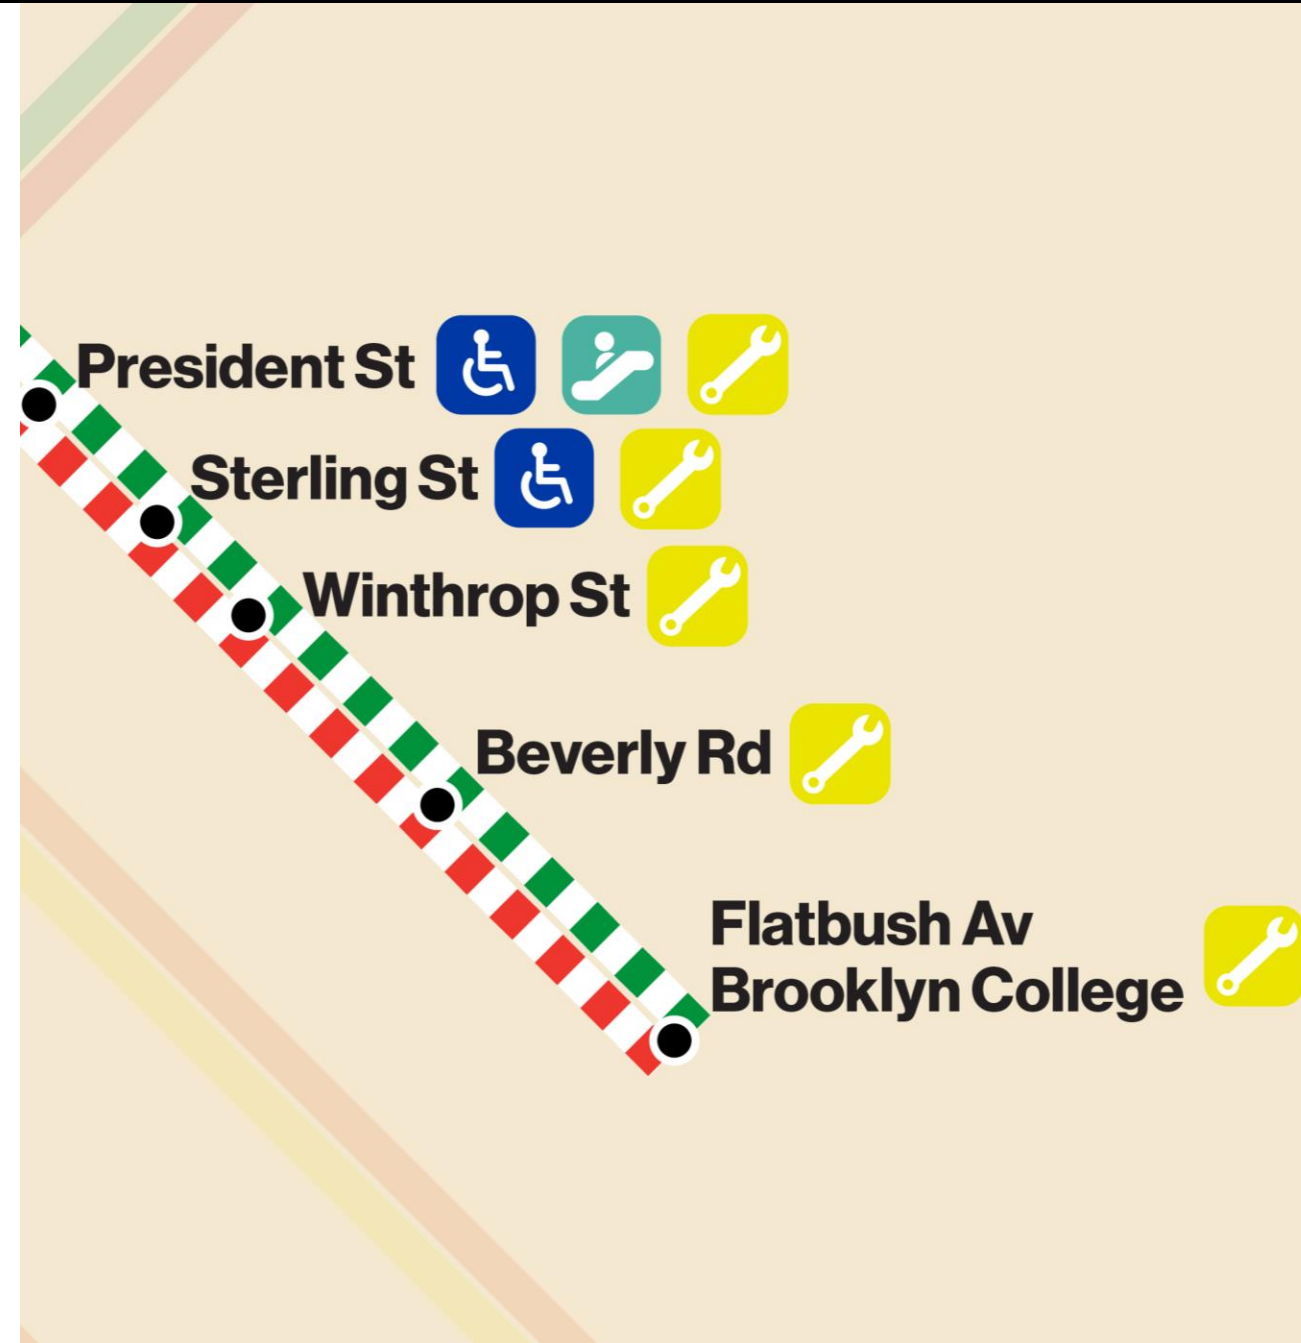 President St
Sterling St
Winthrop St
Beverly Rd
Flatbush Av
Brooklyn College